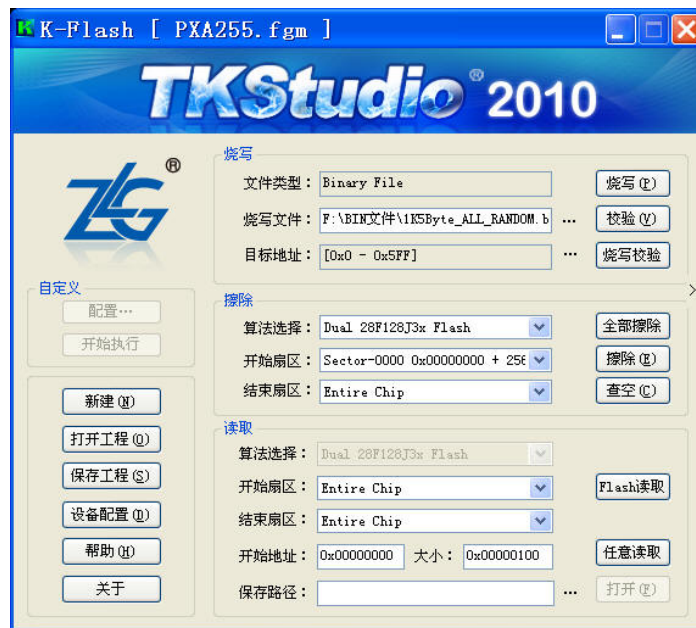 K-Flash [ PXA255.fgm ]
TKStudio® 2010
ZLG®
自定义
配置…
开始执行
新建(N)
打开工程(O)
保存工程(S)
设备配置(D)
帮助(H)
关于
烧写
文件类型： Binary File 烧写(P)
烧写文件： F:\BIN文件\1K5Byte_ALL_RANDOM.b … 校验(V)
目标地址： [0x0 - 0x5FF] … 烧写校验
擦除
算法选择： Dual 28F128J3x Flash 全部擦除
开始扇区： Sector-0000 0x00000000 + 256 擦除(E)
结束扇区： Entire Chip 查空(C)
读取
算法选择： Dual 28F128J3x Flash
开始扇区： Entire Chip Flash读取
结束扇区： Entire Chip
开始地址： 0x00000000 大小： 0x00000100 任意读取
保存路径： … 打开(F)